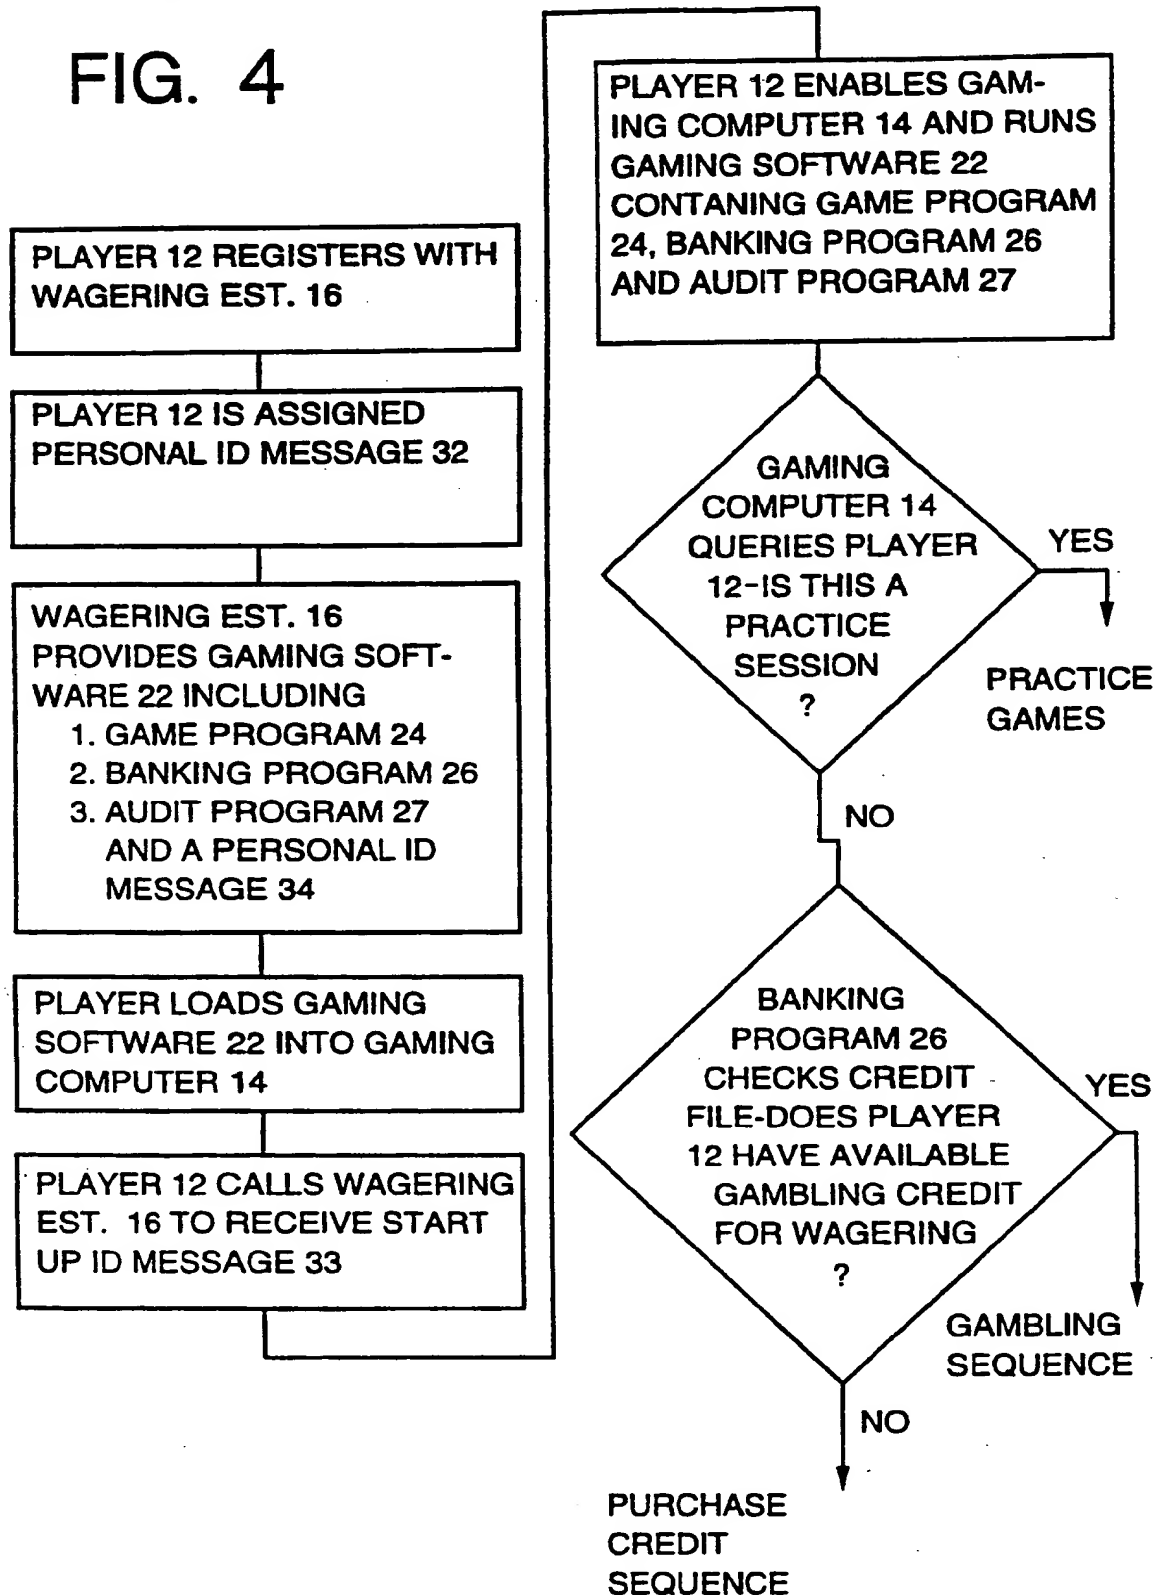 FIG. 4
PLAYER 12 REGISTERS WITH
WAGERING EST. 16
PLAYER 12 IS ASSIGNED
PERSONAL ID MESSAGE 32
WAGERING EST. 16
PROVIDES GAMING SOFT-
WARE 22 INCLUDING
1. GAME PROGRAM 24
2. BANKING PROGRAM 26
3. AUDIT PROGRAM 27
AND A PERSONAL ID
MESSAGE 34
PLAYER LOADS GAMING
SOFTWARE 22 INTO GAMING
COMPUTER 14
PLAYER 12 CALLS WAGERING
EST. 16 TO RECEIVE START
UP ID MESSAGE 33
PLAYER 12 ENABLES GAM-
ING COMPUTER 14 AND RUNS
GAMING SOFTWARE 22
CONTANING GAME PROGRAM
24, BANKING PROGRAM 26
AND AUDIT PROGRAM 27
GAMING
COMPUTER 14
QUERIES PLAYER
12-IS THIS A
PRACTICE
SESSION
?
YES
PRACTICE
GAMES
NO
BANKING
PROGRAM 26
CHECKS CREDIT
FILE-DOES PLAYER
12 HAVE AVAILABLE
GAMBLING CREDIT
FOR WAGERING
?
YES
GAMBLING
SEQUENCE
NO
PURCHASE
CREDIT
SEQUENCE